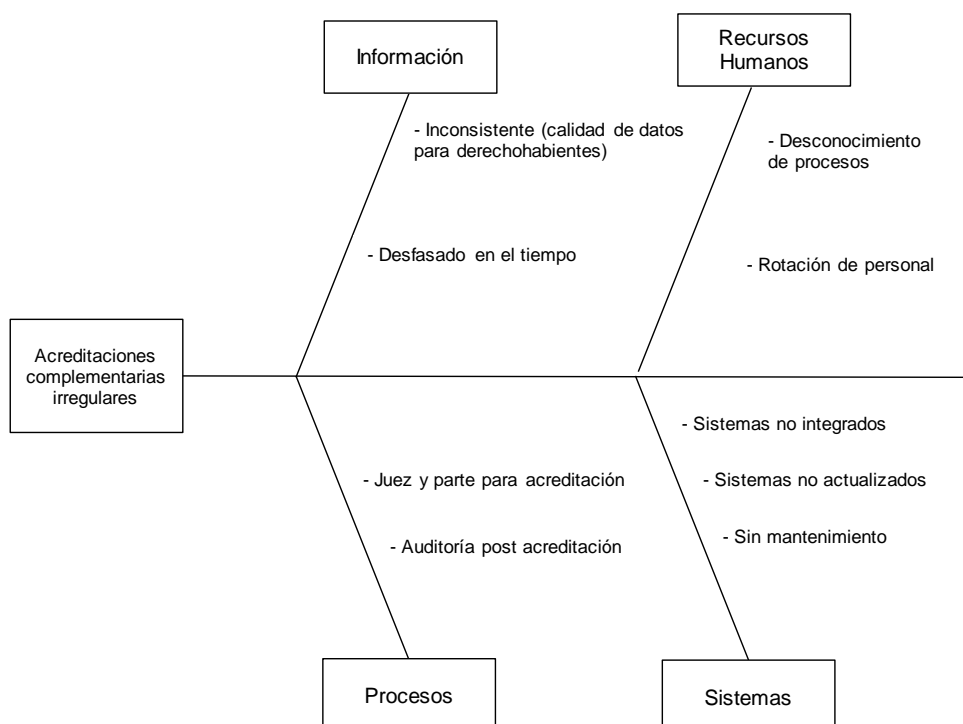 Información
Recursos
Humanos
- Inconsistente (calidad de datos
para derechohabientes)
- Desconocimiento
de procesos
- Desfasado en el tiempo
- Rotación de personal
Acreditaciones
complementarias
irregulares
- Sistemas no integrados
- Juez y parte para acreditación
- Sistemas no actualizados
- Auditoría post acreditación
- Sin mantenimiento
Procesos
Sistemas